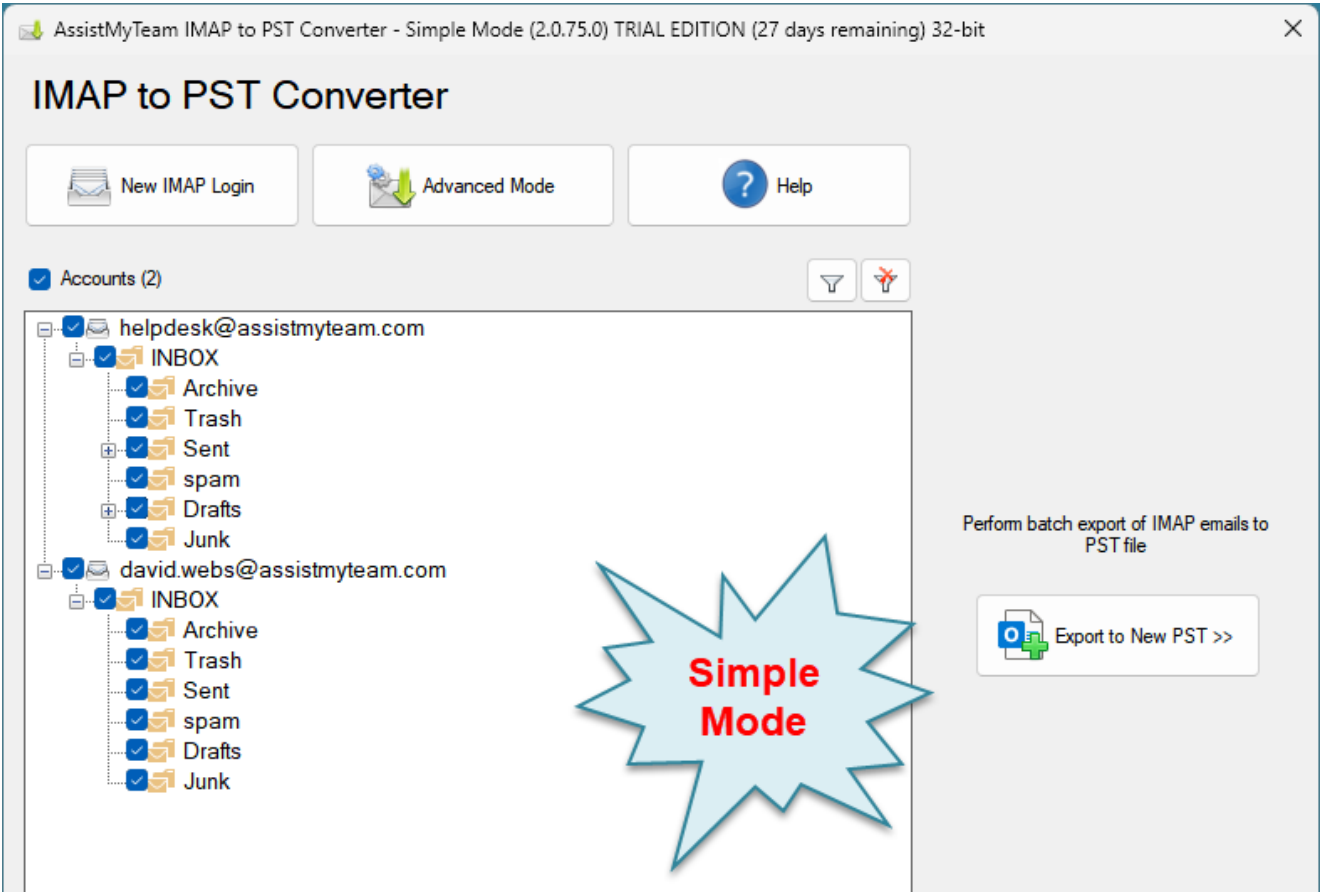 AssistMyTeam IMAP to PST Converter - Simple Mode (2.0.75.0) TRIAL EDITION (27 days remaining) 32-bit
IMAP to PST Converter
New IMAP Login
Advanced Mode
Help
Accounts (2)
helpdesk@assistmyteam.com
INBOX
Archive
Trash
Sent
spam
Drafts
Junk
david.webs@assistmyteam.com
INBOX
Archive
Trash
Sent
spam
Drafts
Junk
Simple
Mode
Perform batch export of IMAP emails to
PST file
Export to New PST >>